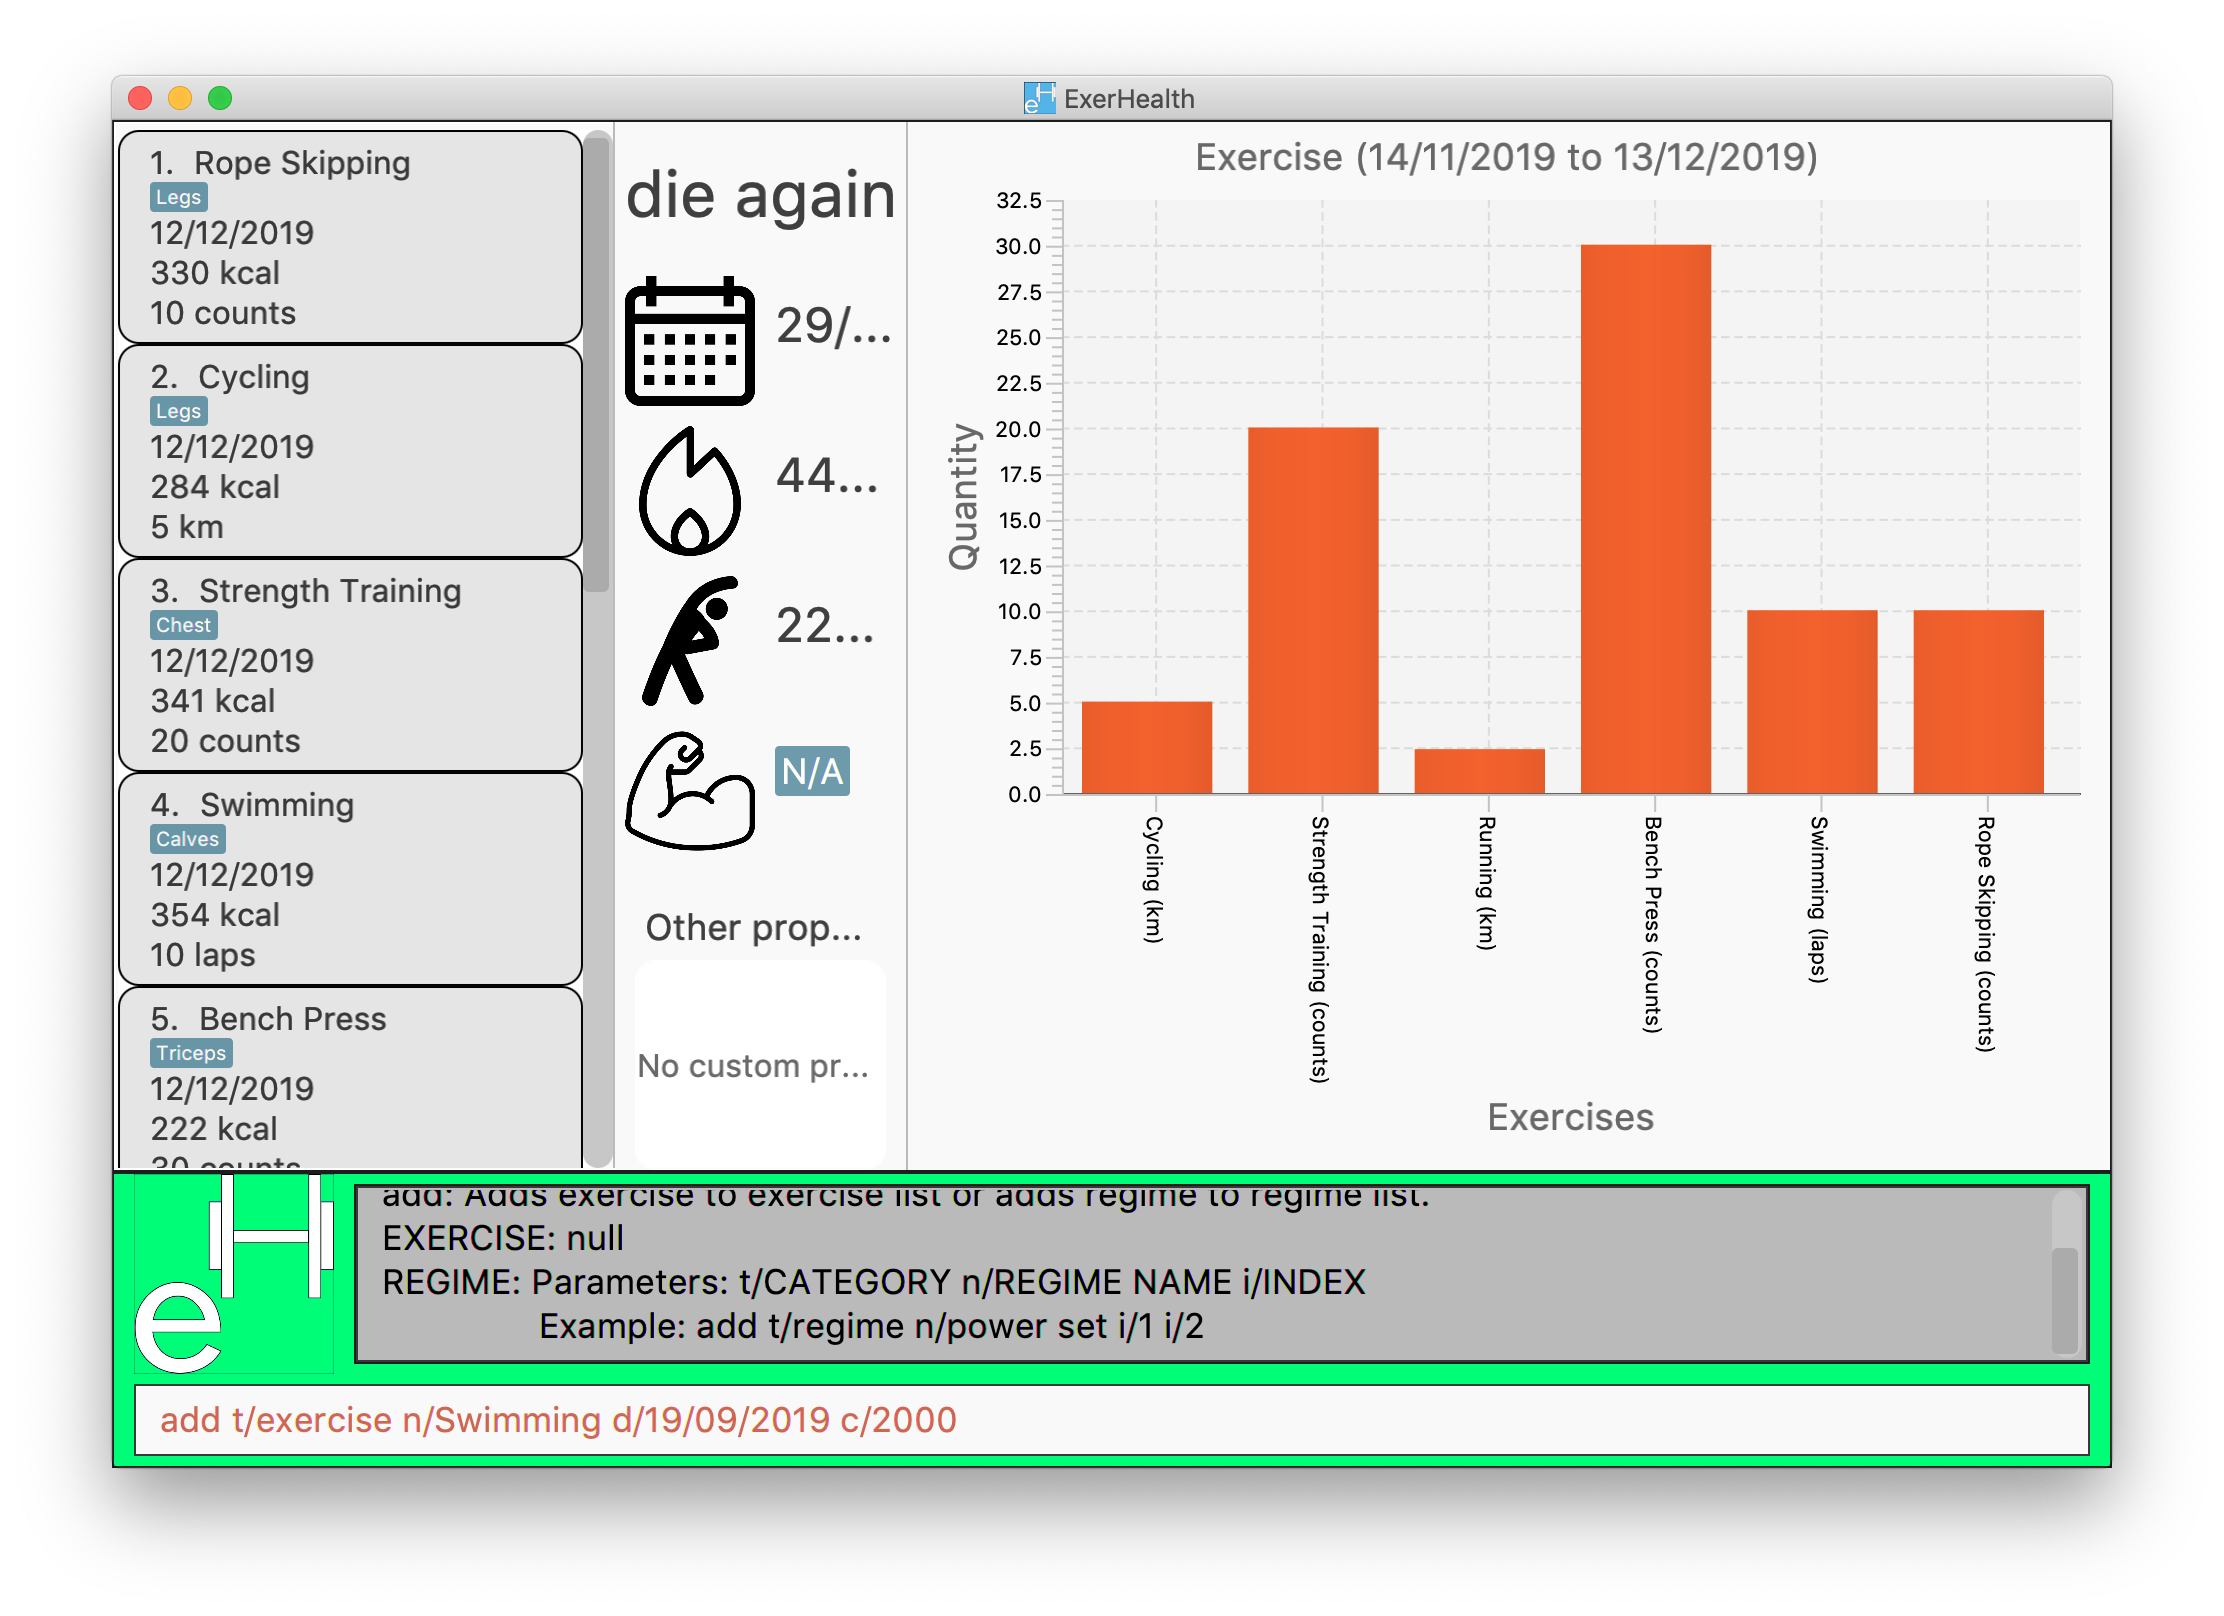 ExerHealth
1. Rope Skipping
Legs
12/12/2019
330 kcal
10 counts
2. Cycling
Legs
12/12/2019
284 kcal
5 km
3. Strength Training
Chest
12/12/2019
341 kcal
20 counts
4. Swimming
Calves
12/12/2019
354 kcal
10 laps
5. Bench Press
Triceps
12/12/2019
222 kcal
30 counts
die again
29/...
44...
22...
N/A
Other prop...
No custom pr...
Exercise (14/11/2019 to 13/12/2019)
Quantity
32.5
30.0
27.5
25.0
22.5
20.0
17.5
15.0
12.5
10.0
7.5
5.0
2.5
0.0
Cycling (km)
Strength Training (counts)
Running (km)
Bench Press (counts)
Swimming (laps)
Rope Skipping (counts)
Exercises
eH
add: Adds exercise to exercise list or adds regime to regime list.
EXERCISE: null
REGIME: Parameters: t/CATEGORY n/REGIME NAME i/INDEX
Example: add t/regime n/power set i/1 i/2
add t/exercise n/Swimming d/19/09/2019 c/2000